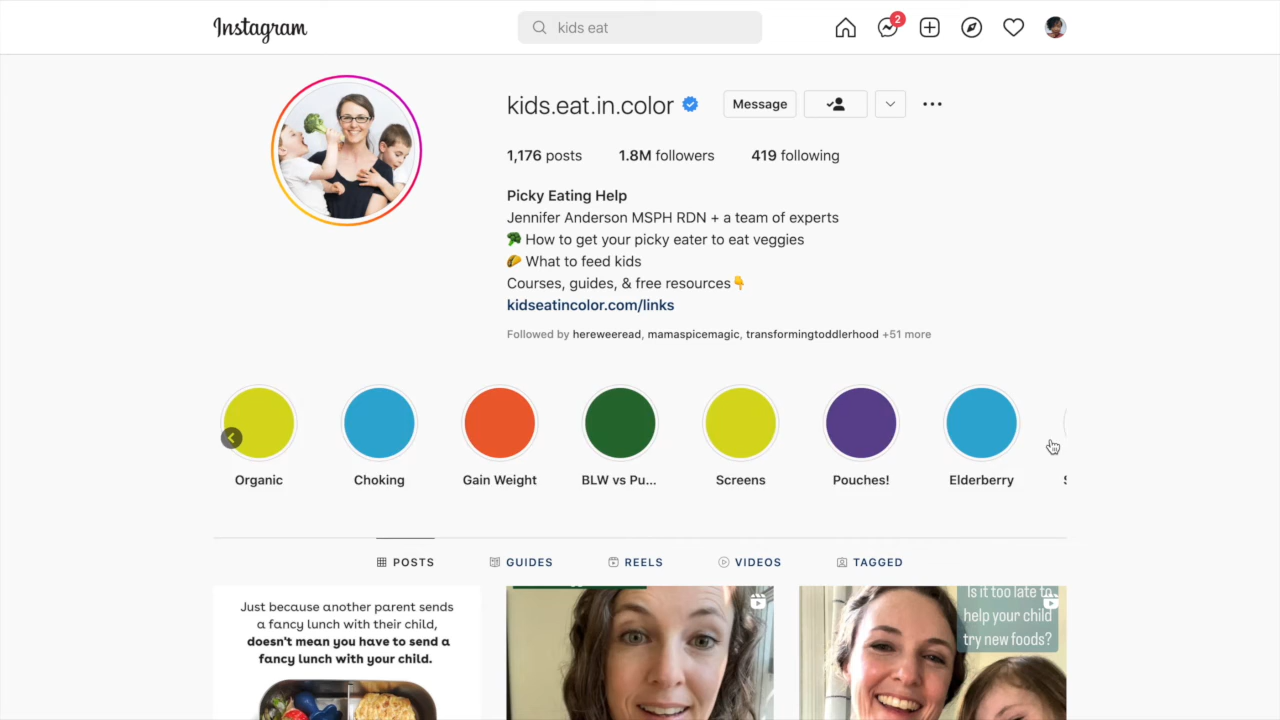 Instagram
kids eat
2
kids.eat.in.color
Message
1,176 posts 1.8M followers 419 following
Picky Eating Help
Jennifer Anderson MSPH RDN + a team of experts
🥦 How to get your picky eater to eat veggies
🌮 What to feed kids
Courses, guides, & free resources👇
kidseatincolor.com/links
Followed by hereweeread, mamaspicemagic, transformingtoddlerhood +51 more
Organic Choking Gain Weight BLW vs Pu... Screens Pouches! Elderberry
POSTS GUIDES REELS VIDEOS TAGGED
Just because another parent sends
a fancy lunch with their child,
doesn't mean you have to send a
fancy lunch with your child.
Is it too late to
help your child
try new foods?